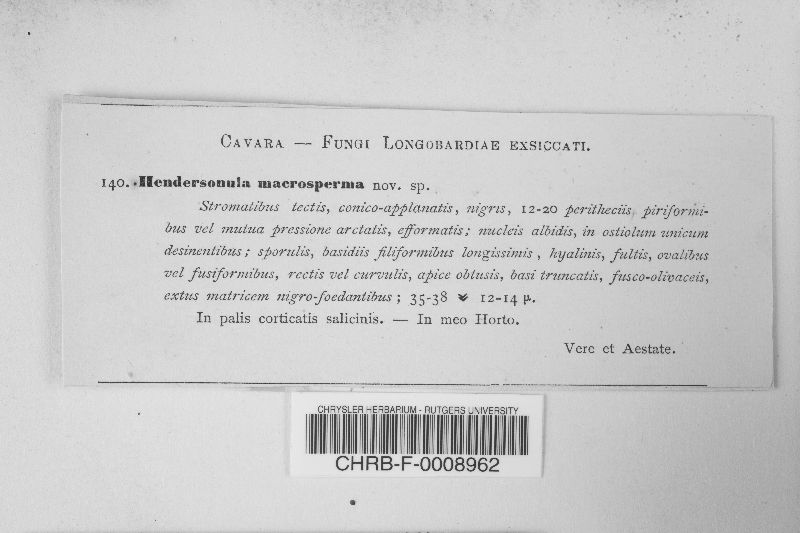 CAVARA — FUNGI LONGOBARDIAE EXSICCATI.
140. Hendersonula macrosperma nov. sp.
Stromatibus tectis, conico-applanatis, nigris, 12-20 peritheciis, piriformi-
bus vel mutua pressione arctatis, efformatis; nucleis albidis, in ostiolum unicum
desinentibus; sporulis, basidiis filiformibus longissimis, hyalinis, fultis, ovalibus
vel fusiformibus, rectis vel curvulis, apice obtusis, basi truncatis, fusco-olivaceis,
extus matricem nigro-foedantibus; 35-38 ≽ 12-14 μ.
In palis corticatis salicinis. — In meo Horto.
Vere et Aestate.
CHRYSLER HERBARIUM - RUTGERS UNIVERSITY
CHRB-F-0008962